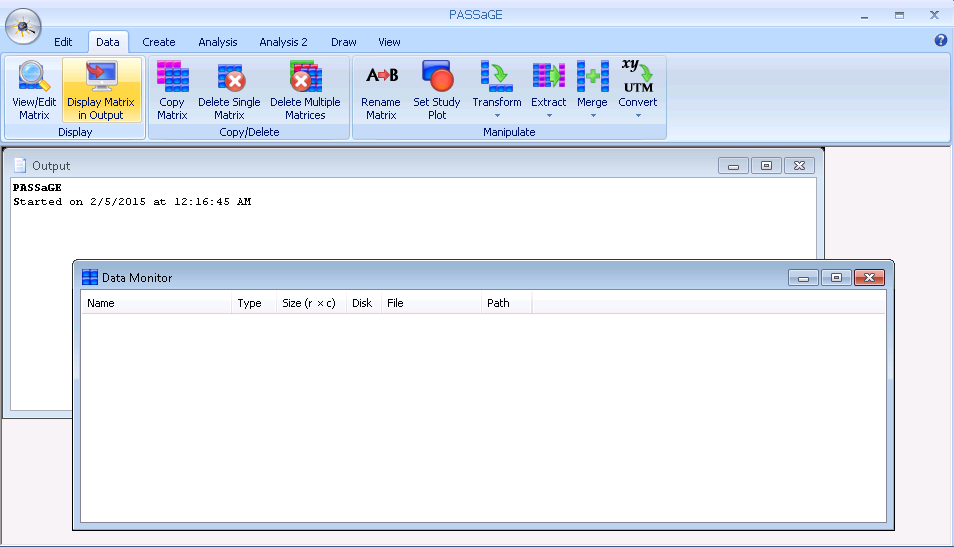 PASSaGE
Edit Data Create Analysis Analysis 2 Draw View
View/Edit Matrix
Display Matrix in Output
Display
Copy Matrix
Delete Single Matrix
Delete Multiple Matrices
Copy/Delete
A B
Rename Matrix
Set Study Plot
Transform
Extract
Merge
xy
UTM
Convert
Manipulate
Output
PASSaGE
Started on 2/5/2015 at 12:16:45 AM
Data Monitor
Name Type Size (r × c) Disk File Path